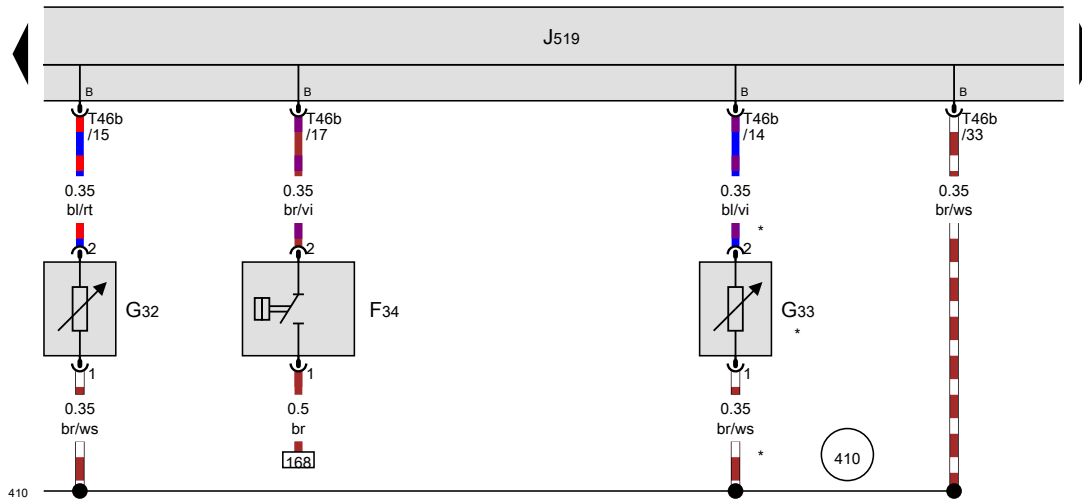 J519
B B B B
T46b T46b T46b T46b
/15 /17 /14 /33
0.35 0.35 0.35 0.35
bl/rt br/vi bl/vi br/ws
*
2 2 2
G32 F34 G33
*
1 1 1
0.35 0.5 0.35
br/ws br br/ws
168 * 410
410